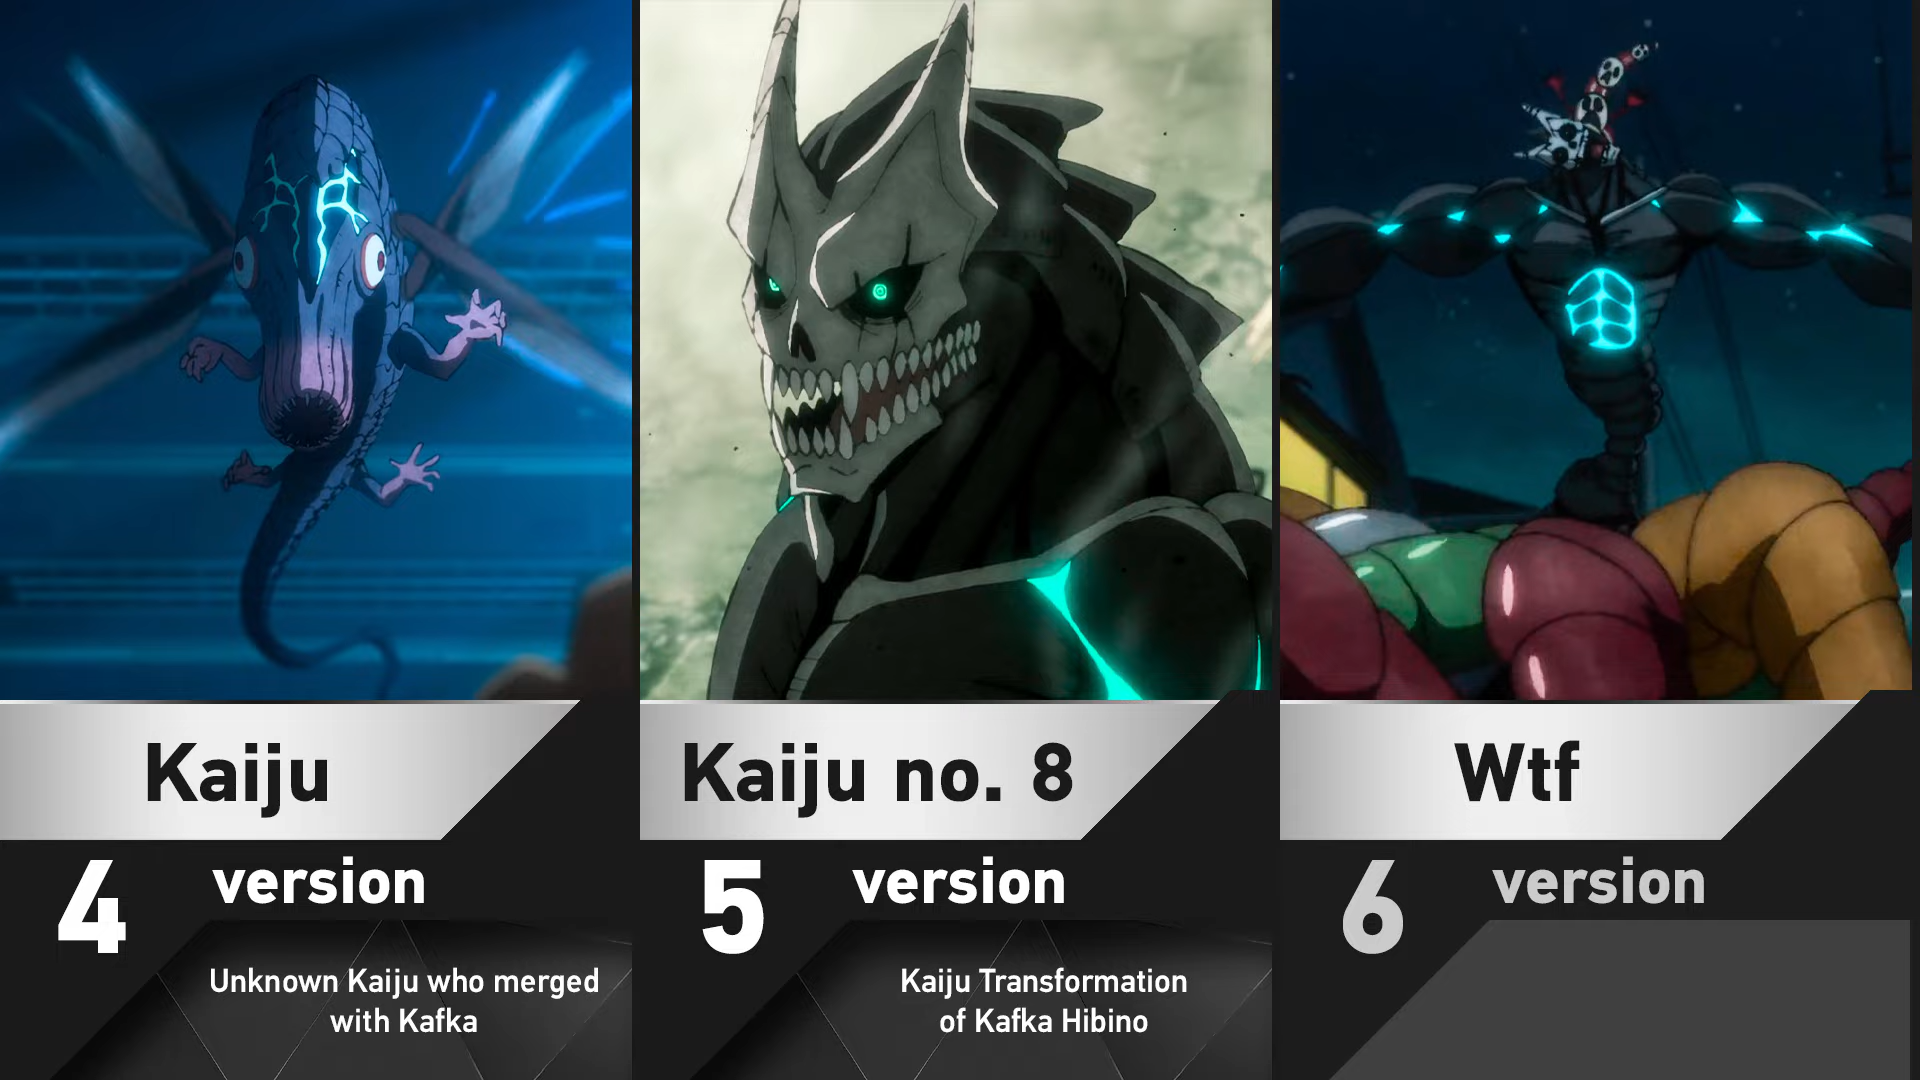 Kaiju
4 version
Unknown Kaiju who merged
with Kafka
Kaiju no. 8
5 version
Kaiju Transformation
of Kafka Hibino
Wtf
6 version